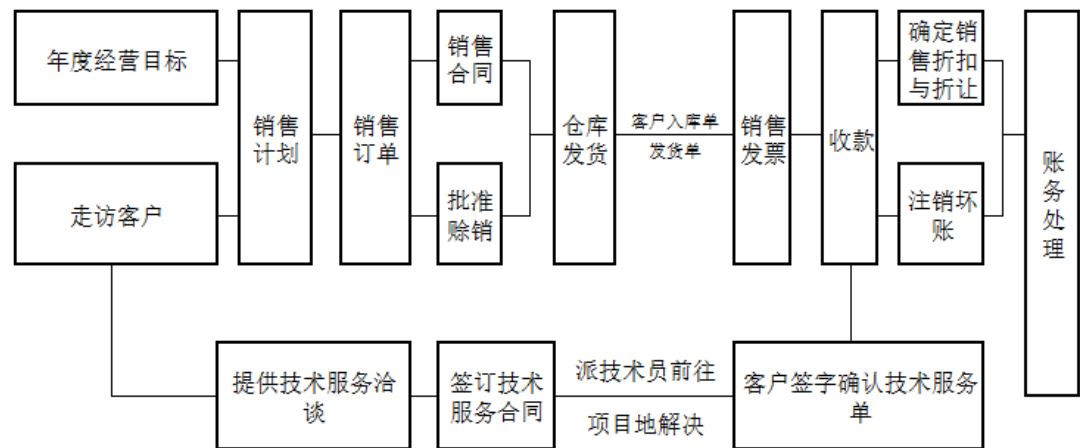 年度经营目标
走访客户
销售
计划
销售
订单
销售
合同
批准
赊销
仓库
发货
客户入库单
发货单
销售
发票
收款
确定销
售折扣
与折让
注销坏
账
账
务
处
理
提供技术服务洽
谈
签订技术
服务合同
派技术员前往
项目地解决
客户签字确认技术服务
单